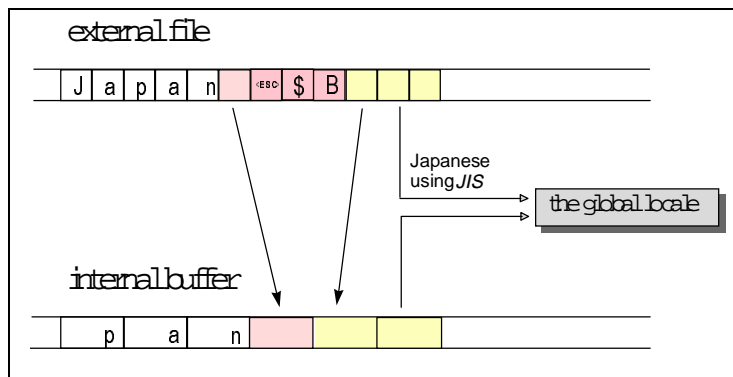 external file
J a p a n <ESC> $ B
Japanese
using JIS
the global locale
internal buffer
p a n